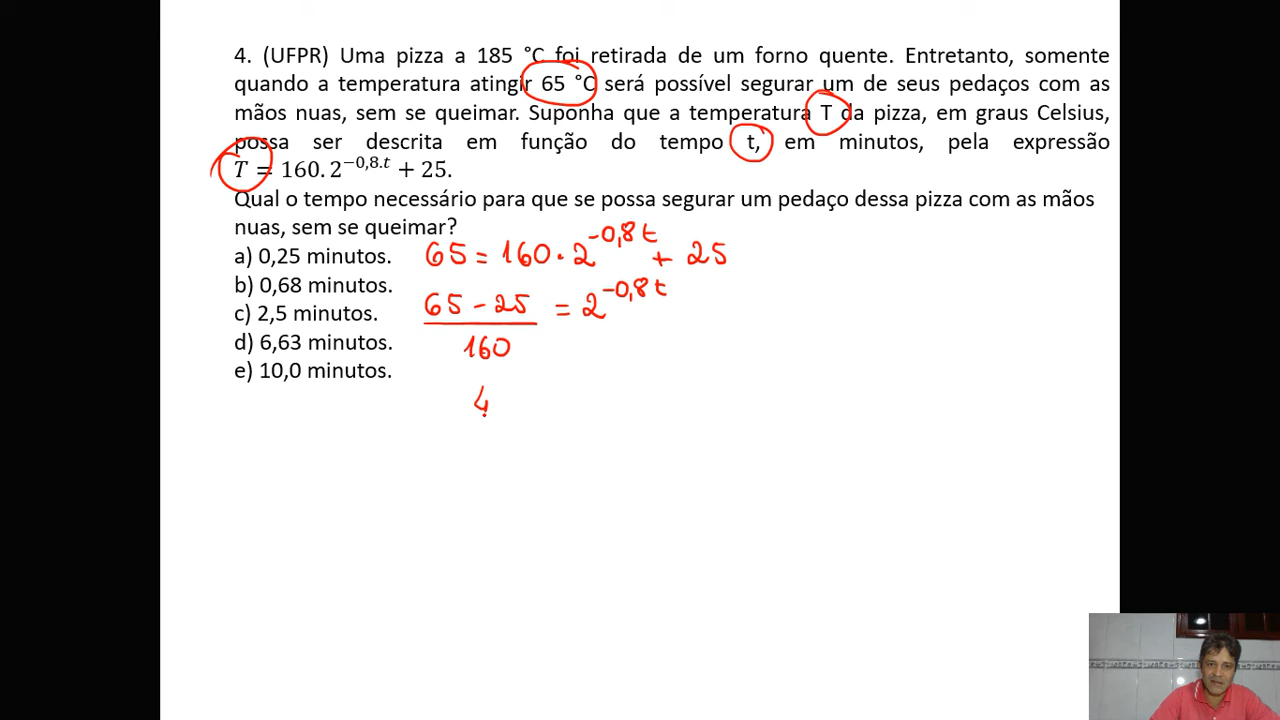 4. (UFPR) Uma pizza a 185 °C foi retirada de um forno quente. Entretanto, somente
quando a temperatura atingir 65 °C será possível segurar um de seus pedaços com as
mãos nuas, sem se queimar. Suponha que a temperatura T da pizza, em graus Celsius,
possa ser descrita em função do tempo t, em minutos, pela expressão
T = 160. 2^{−0,8.t} + 25.
Qual o tempo necessário para que se possa segurar um pedaço dessa pizza com as mãos
nuas, sem se queimar?
a) 0,25 minutos.
b) 0,68 minutos.
c) 2,5 minutos.
d) 6,63 minutos.
e) 10,0 minutos.
65 = 160 · 2^{−0,8t} + 25
\frac{65 − 25}{160} = 2^{−0,8t}
4